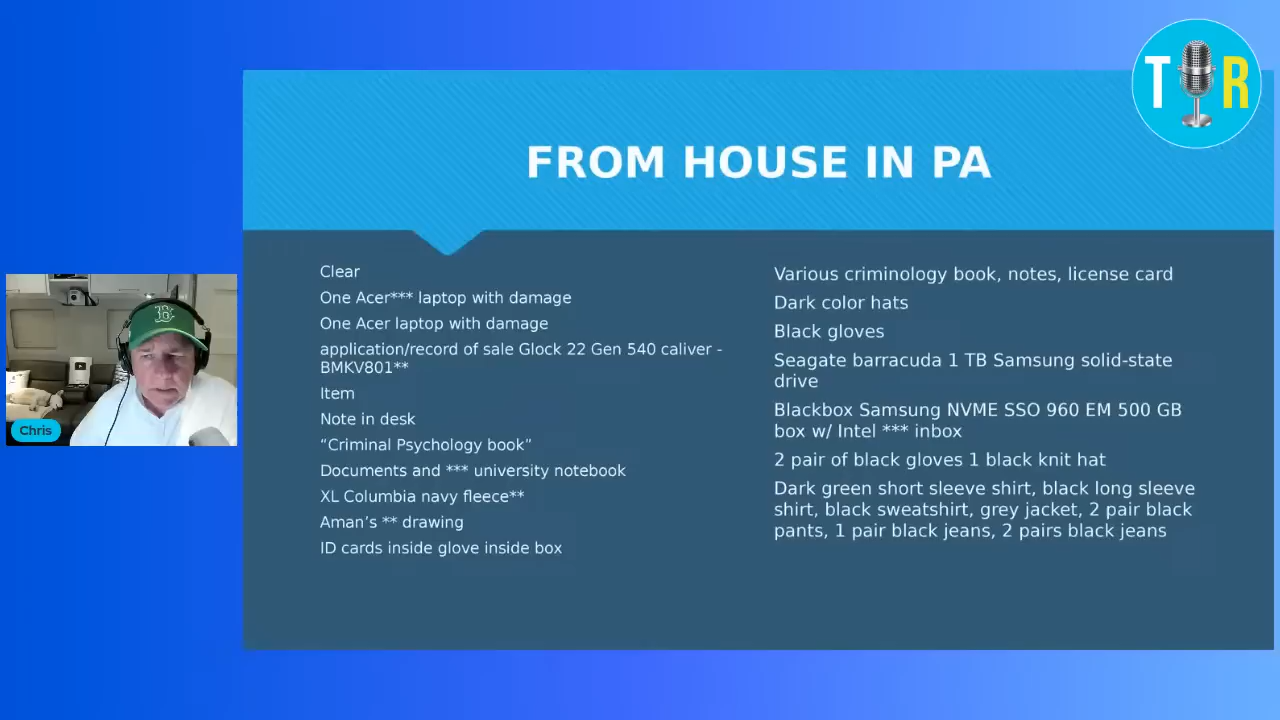 T R
FROM HOUSE IN PA
Clear
One Acer*** laptop with damage
One Acer laptop with damage
application/record of sale Glock 22 Gen 540 caliver -
BMKV801**
Item
Note in desk
“Criminal Psychology book”
Documents and *** university notebook
XL Columbia navy fleece**
Aman’s ** drawing
ID cards inside glove inside box
Various criminology book, notes, license card
Dark color hats
Black gloves
Seagate barracuda 1 TB Samsung solid-state
drive
Blackbox Samsung NVME SSO 960 EM 500 GB
box w/ Intel *** inbox
2 pair of black gloves 1 black knit hat
Dark green short sleeve shirt, black long sleeve
shirt, black sweatshirt, grey jacket, 2 pair black
pants, 1 pair black jeans, 2 pairs black jeans
B
Chris